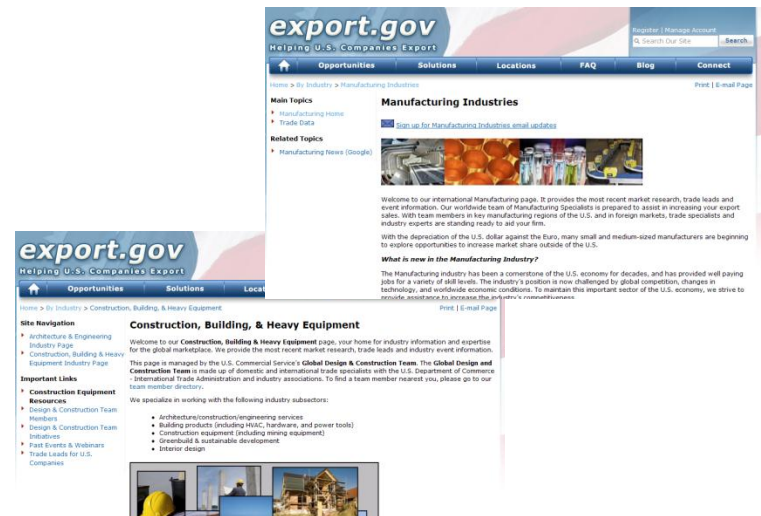 export.gov
Helping U.S. Companies Export
Register | Manage Account
Search Our Site
Search
Opportunities
Solutions
Locations
FAQ
Blog
Connect
Home > By Industry > Manufacturing Industries
Print | E-mail Page
Main Topics
Manufacturing Home
Trade Data
Related Topics
Manufacturing News (Google)
Manufacturing Industries
Sign up for Manufacturing Industries email updates
Welcome to our international Manufacturing page. It provides the most recent market research, trade leads and
event information. Our worldwide team of Manufacturing Specialists is prepared to assist in increasing your export
sales. With team members in key manufacturing regions of the U.S. and in foreign markets, trade specialists and
industry experts are standing ready to aid your firm.
With the depreciation of the U.S. dollar against the Euro, many small and medium-sized manufacturers are beginning
to explore opportunities to increase market share outside of the U.S.
What is new in the Manufacturing Industry?
The Manufacturing industry has been a cornerstone of the U.S. economy for decades, and has provided well paying
jobs for a variety of skill levels. The industry's position is now challenged by global competition, changes in
technology, and worldwide economic conditions. To maintain this important sector of the U.S. economy, we strive to
provide assistance to increase the industry's competitiveness.
export.gov
Helping U.S. Companies Export
Opportunities
Solutions
Locat
Home > By Industry > Construction, Building, & Heavy Equipment
Print | E-mail Page
Site Navigation
Architecture & Engineering
Industry Page
Construction, Building & Heavy
Equipment Industry Page
Important Links
Construction Equipment
Resources
Design & Construction Team
Members
Design & Construction Team
Initiatives
Past Events & Webinars
Trade Leads for U.S.
Companies
Construction, Building, & Heavy Equipment
Welcome to our Construction, Building & Heavy Equipment page, your home for industry information and expertise
for the global marketplace. We provide the most recent market research, trade leads and industry event information.
This page is managed by the U.S. Commercial Service's Global Design & Construction Team. The Global Design and
Construction Team is made up of domestic and international trade specialists with the U.S. Department of Commerce
- International Trade Administration and industry associations. To find a team member nearest you, please go to our
team member directory.
We specialize in working with the following industry subsectors:
Architecture/construction/engineering services
Building products (including HVAC, hardware, and power tools)
Construction equipment (including mining equipment)
Greenbuild & sustainable development
Interior design